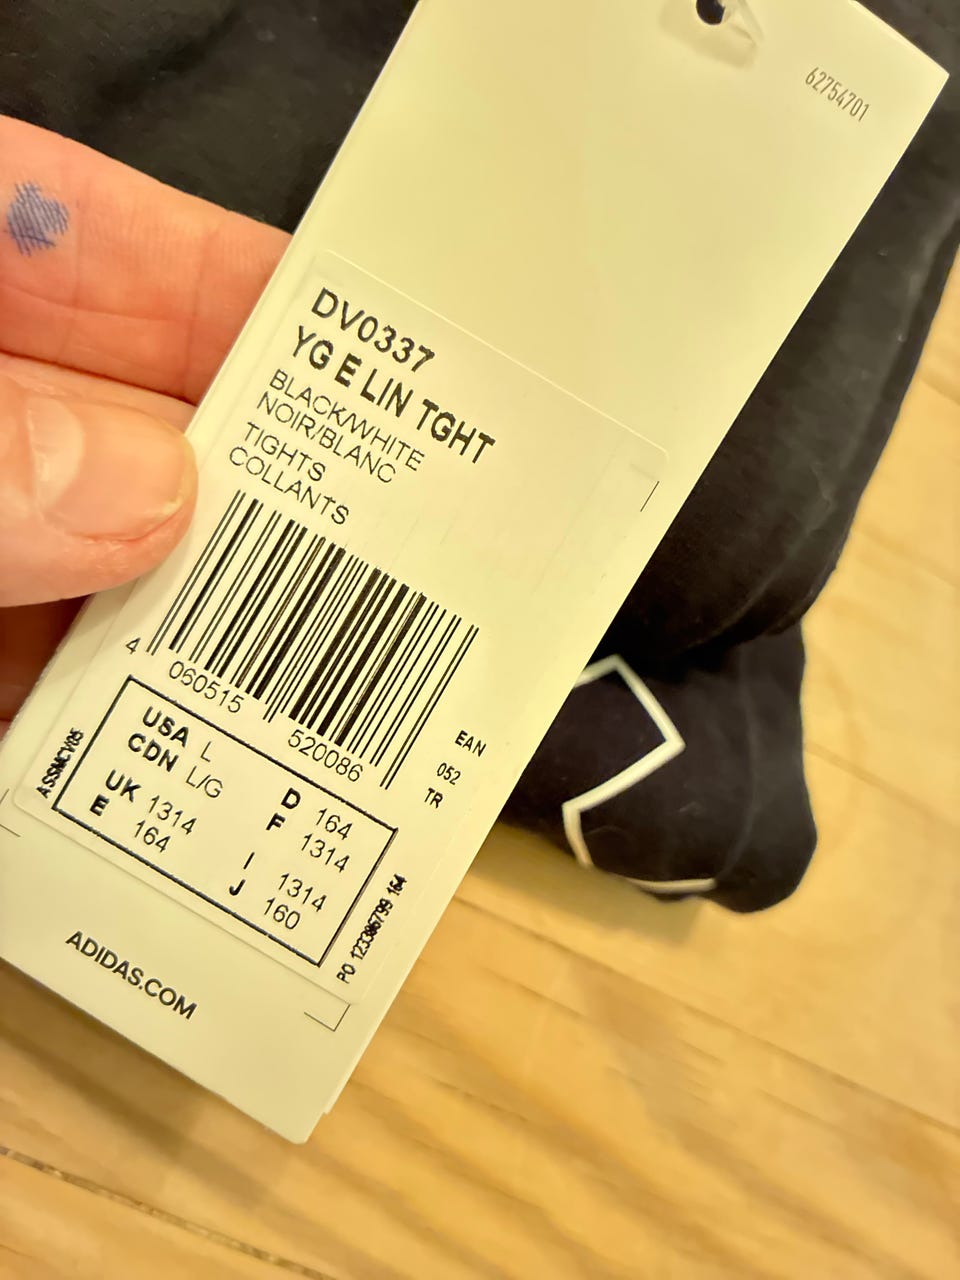 62754701
DV0337
YG E LIN TGHT
BLACK/WHITE
NOIR/BLANC
TIGHTS
COLLANTS
4 060515 520086
EAN
052
TR
USA L
CDN L/G
UK 1314
E 164
D 164
F 1314
I 1314
J 160
ADIDAS.COM